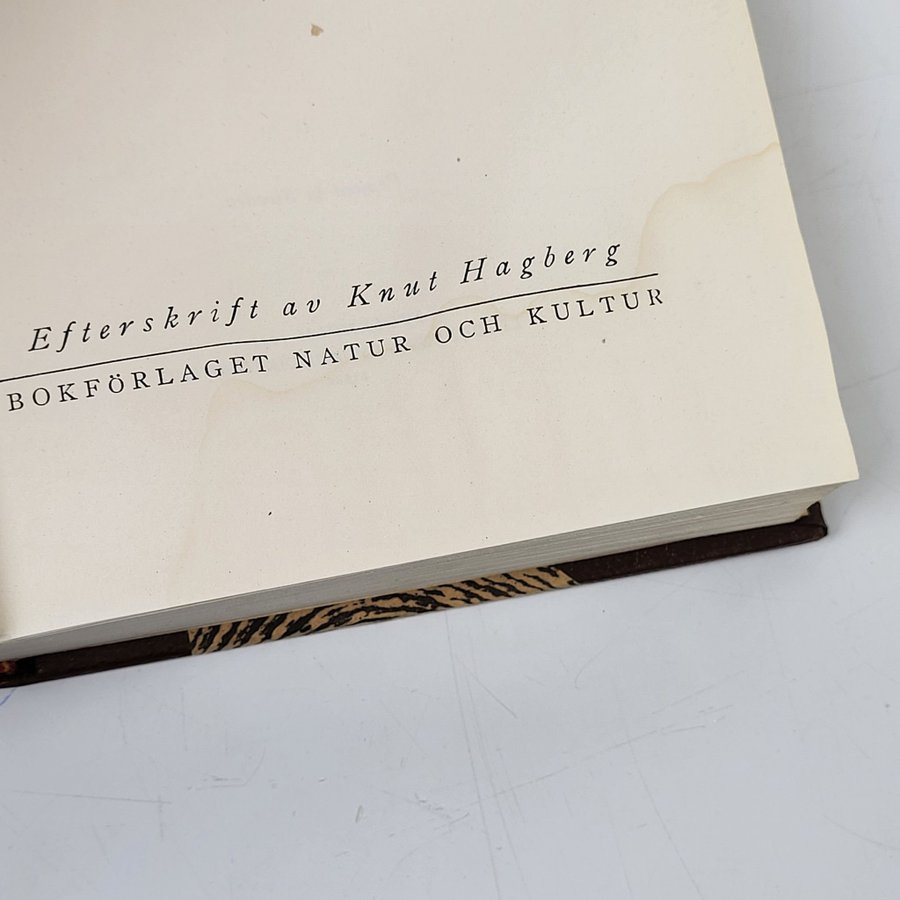 Efterskrift av Knut Hagberg
BOKFÖRLAGET NATUR OCH KULTUR